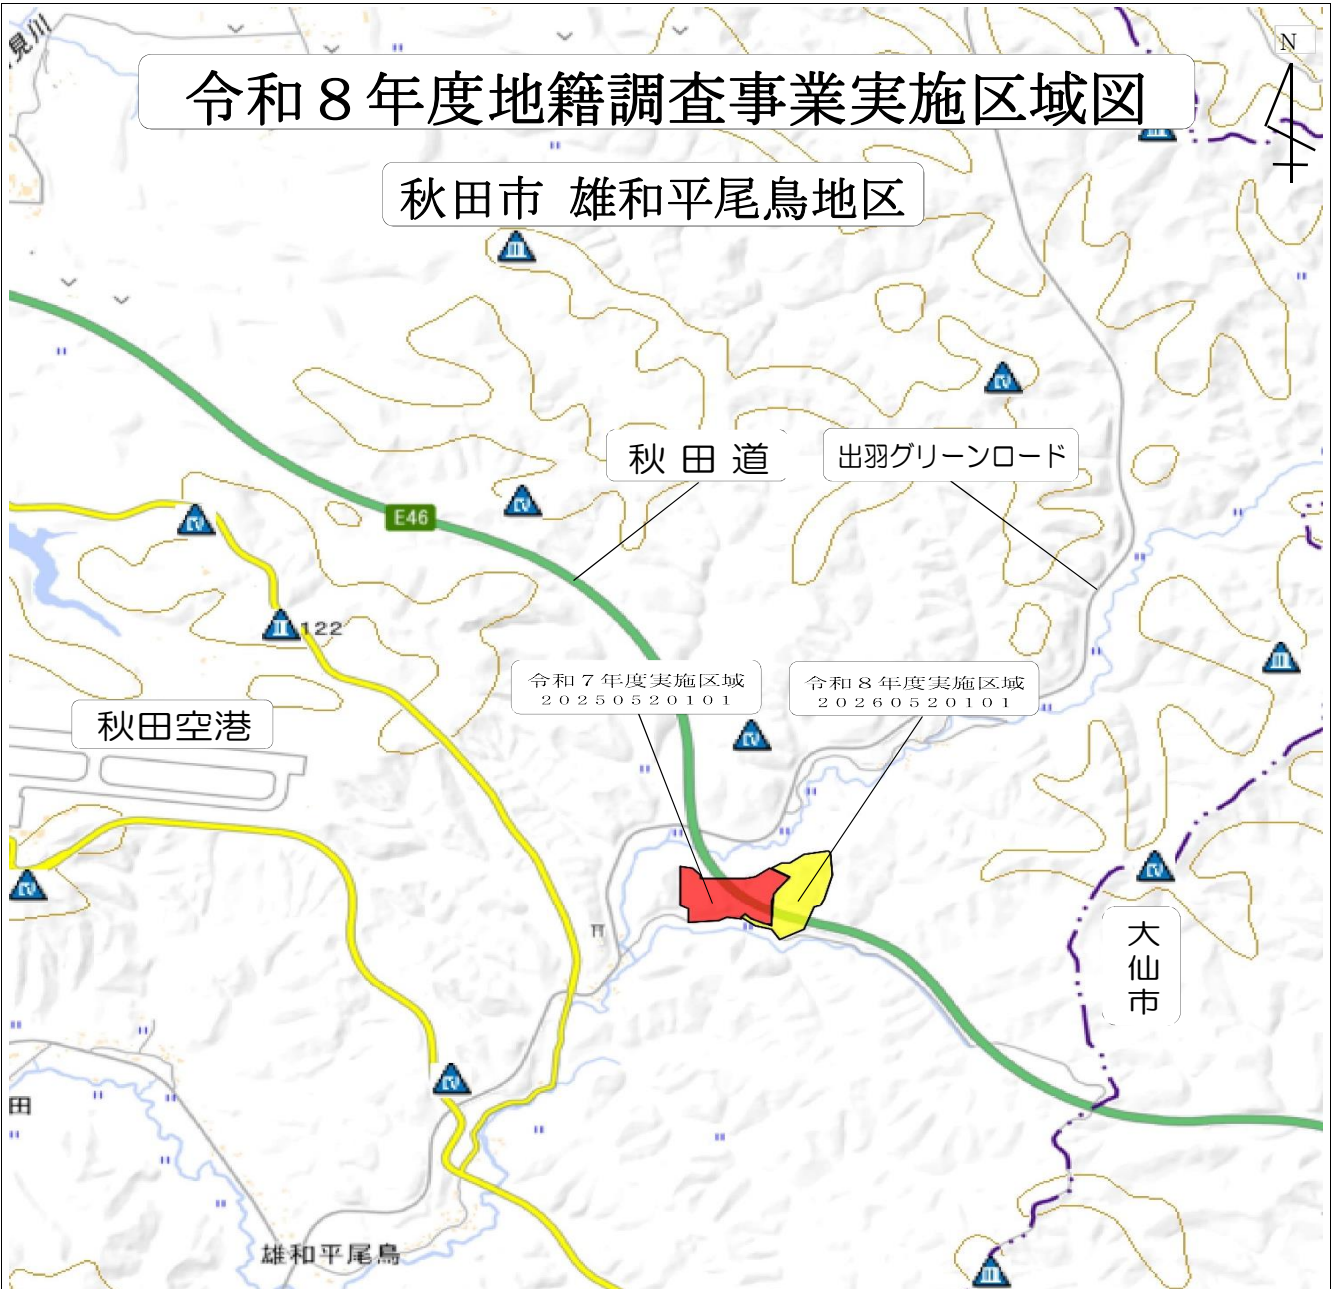 見川
N
令和８年度地籍調査事業実施区域図
秋田市 雄和平尾鳥地区
秋田道
出羽グリーンロード
E46
122
令和７年度実施区域
２０２５０５２０１０１
令和８年度実施区域
２０２６０５２０１０１
秋田空港
大仙市
田
雄和平尾鳥